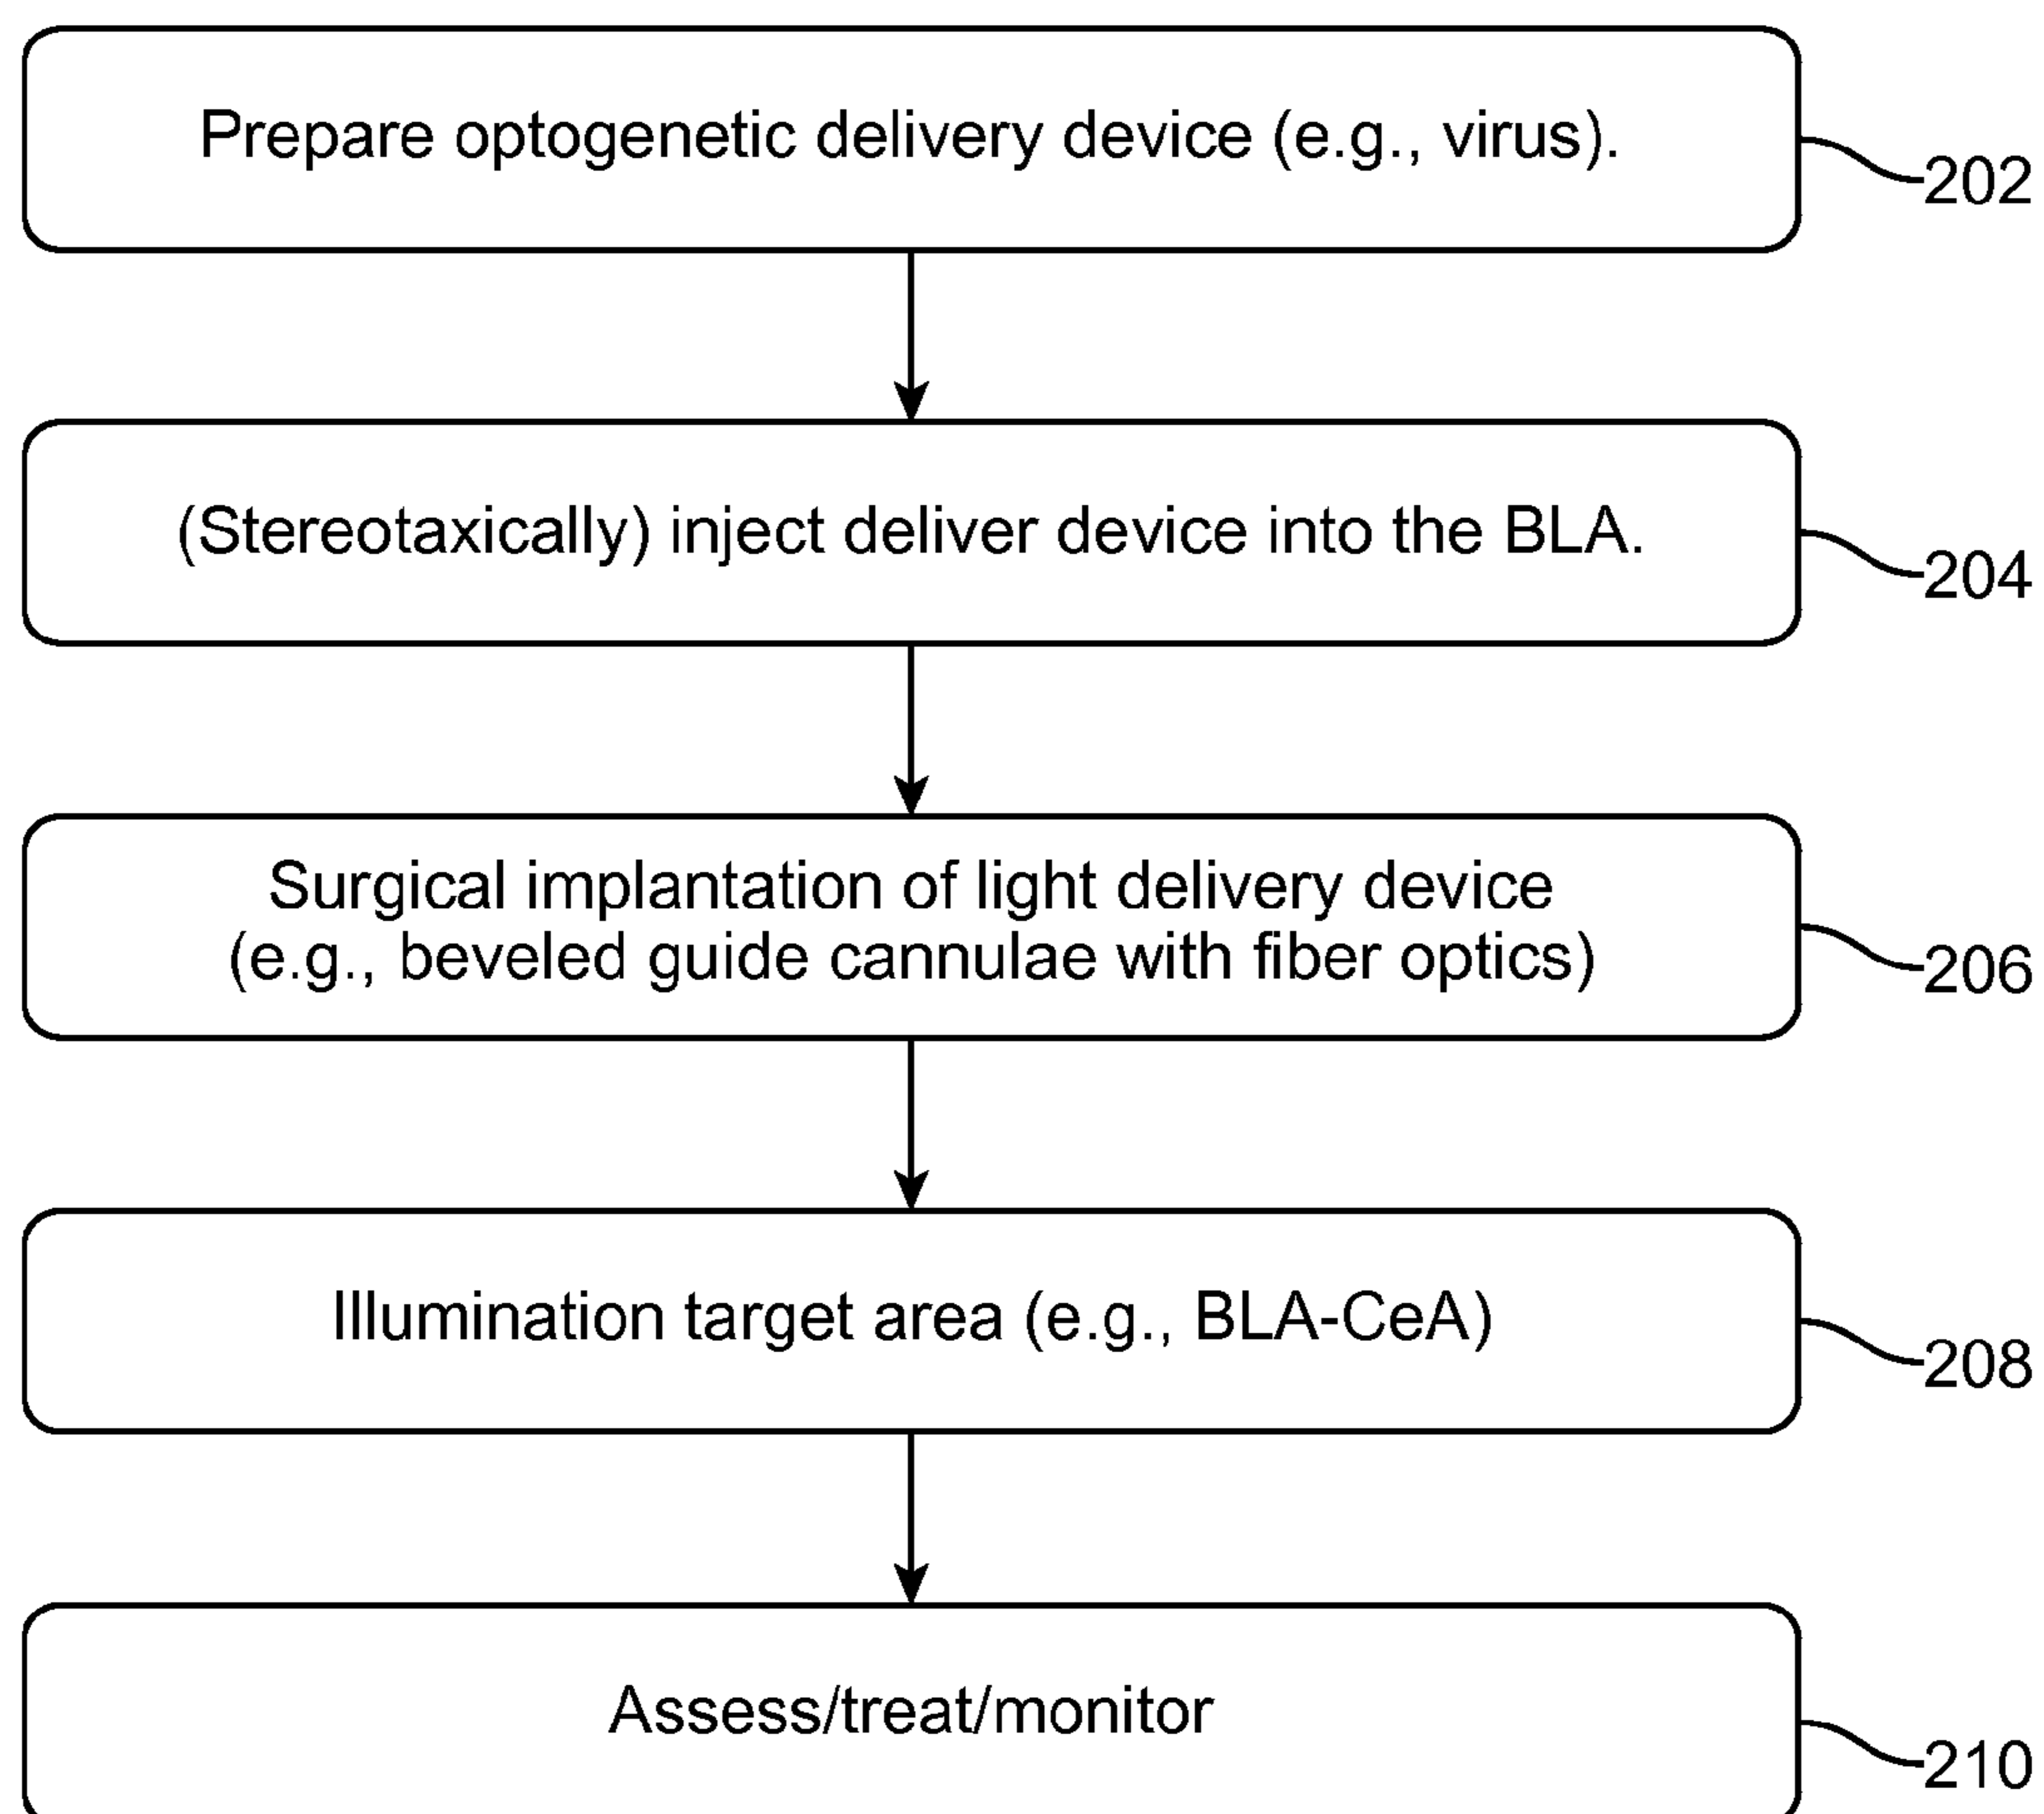 Prepare optogenetic delivery device (e.g., virus).
202
(Stereotaxically) inject deliver device into the BLA.
204
Surgical implantation of light delivery device
(e.g., beveled guide cannulae with fiber optics)
206
Illumination target area (e.g., BLA-CeA)
208
Assess/treat/monitor
210